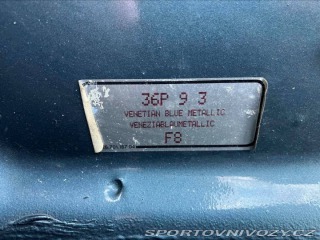 36P 9 3
VENETIAN BLUE METALLIC
VENEZIABLAUMETALLIC
F8
SPORTOVNIVOZY.CZ